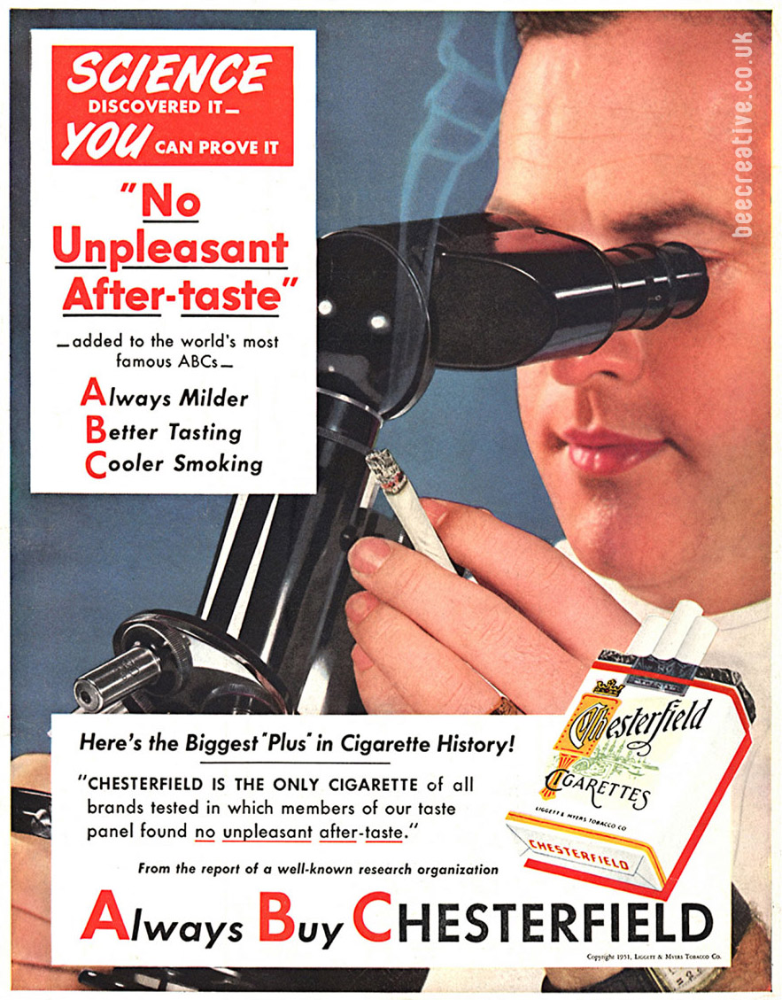 SCIENCE
DISCOVERED IT—
YOU CAN PROVE IT
"No
Unpleasant
After-taste"
—added to the world's most
famous ABCs—
Always Milder
Better Tasting
Cooler Smoking
beecreative.co.uk
Chesterfield
CIGARETTES
LIGGETT & MYERS TOBACCO CO
CHESTERFIELD
Here's the Biggest "Plus" in Cigarette History!
"CHESTERFIELD IS THE ONLY CIGARETTE of all
brands tested in which members of our taste
panel found no unpleasant after-taste."
From the report of a well-known research organization
Always Buy CHESTERFIELD
Copyright 1951, LIGGETT & MYERS TOBACCO CO.